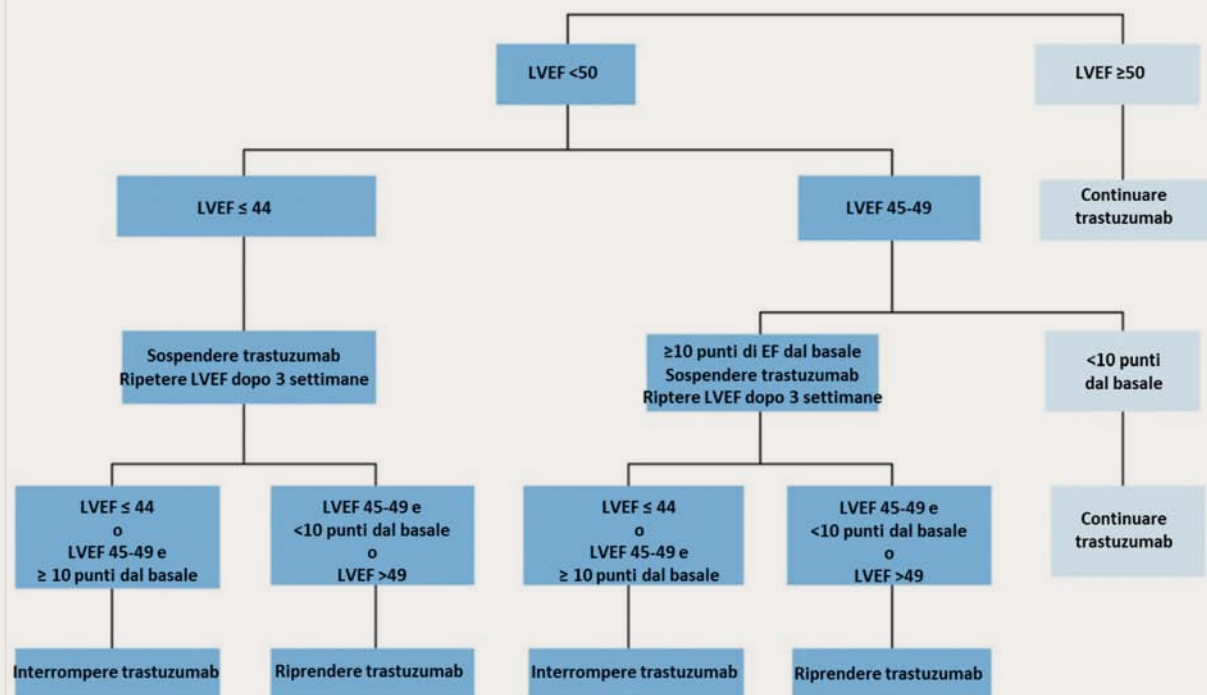 LVEF <50
LVEF ≥50
LVEF ≤ 44
LVEF 45-49
Continuare
trastuzumab
Sospendere trastuzumab
Ripetere LVEF dopo 3 settimane
≥10 punti di EF dal basale
Sospendere trastuzumab
Riptere LVEF dopo 3 settimane
<10 punti
dal basale
LVEF ≤ 44
o
LVEF 45-49 e
≥ 10 punti dal basale
LVEF 45-49 e
<10 punti dal basale
o
LVEF >49
LVEF ≤ 44
o
LVEF 45-49 e
≥ 10 punti dal basale
LVEF 45-49 e
<10 punti dal basale
o
LVEF >49
Continuare
trastuzumab
Interrompere trastuzumab
Riprendere trastuzumab
Interrompere trastuzumab
Riprendere trastuzumab